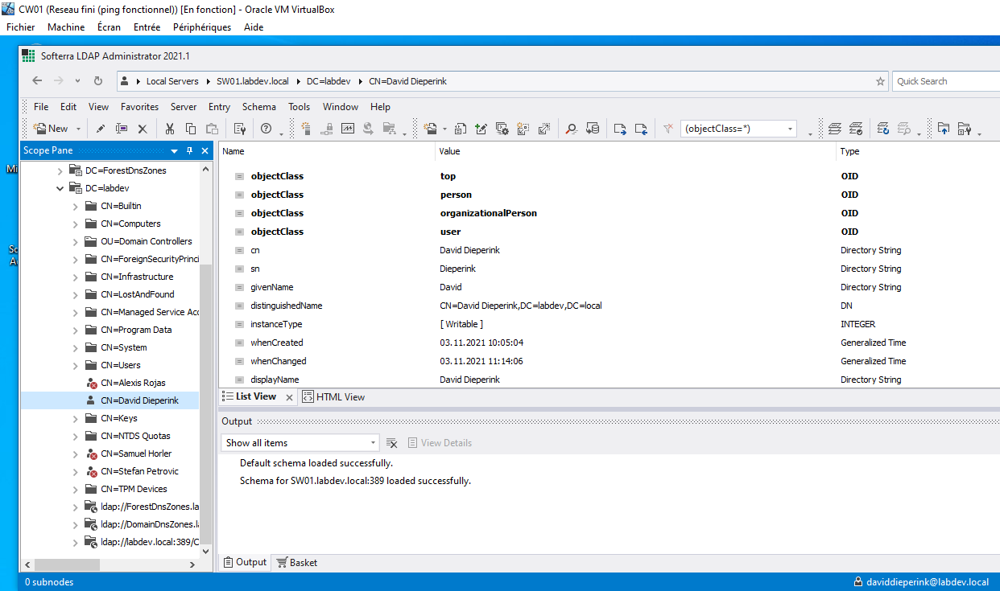 CW01 (Reseau fini (ping fonctionnel)) [En fonction] - Oracle VM VirtualBox
Fichier Machine Écran Entrée Périphériques Aide
Softerra LDAP Administrator 2021.1
Local Servers SW01.labdev.local DC=labdev CN=David Dieperink Quick Search
File Edit View Favorites Server Entry Schema Tools Window Help
New (objectClass=*)
Scope Pane
DC=ForestDnsZones
DC=labdev
CN=Builtin
CN=Computers
OU=Domain Controllers
CN=ForeignSecurityPrinci
CN=Infrastructure
CN=LostAndFound
CN=Managed Service Acc
CN=Program Data
CN=System
CN=Users
CN=Alexis Rojas
CN=David Dieperink
CN=Keys
CN=NTDS Quotas
CN=Samuel Horler
CN=Stefan Petrovic
CN=TPM Devices
ldap://ForestDnsZones.la
ldap://DomainDnsZones.l
ldap://labdev.local:389/C
Name Value Type
objectClass top OID
objectClass person OID
objectClass organizationalPerson OID
objectClass user OID
cn David Dieperink Directory String
sn Dieperink Directory String
givenName David Directory String
distinguishedName CN=David Dieperink,DC=labdev,DC=local DN
instanceType [ Writable ] INTEGER
whenCreated 03.11.2021 10:05:04 Generalized Time
whenChanged 03.11.2021 11:14:06 Generalized Time
displayName David Dieperink Directory String
List View HTML View
Output
Show all items View Details
Default schema loaded successfully.
Schema for SW01.labdev.local:389 loaded successfully.
Output Basket
0 subnodes daviddieperink@labdev.local